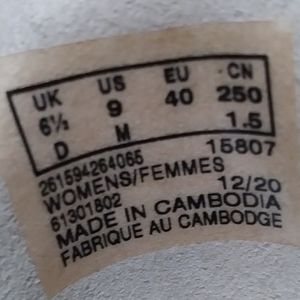 UK US EU CN
6½ 9 40 250
D M 1.5
261594264065 15807
WOMENS/FEMMES
61301802 12/20
MADE IN CAMBODIA
FABRIQUE AU CAMBODGE